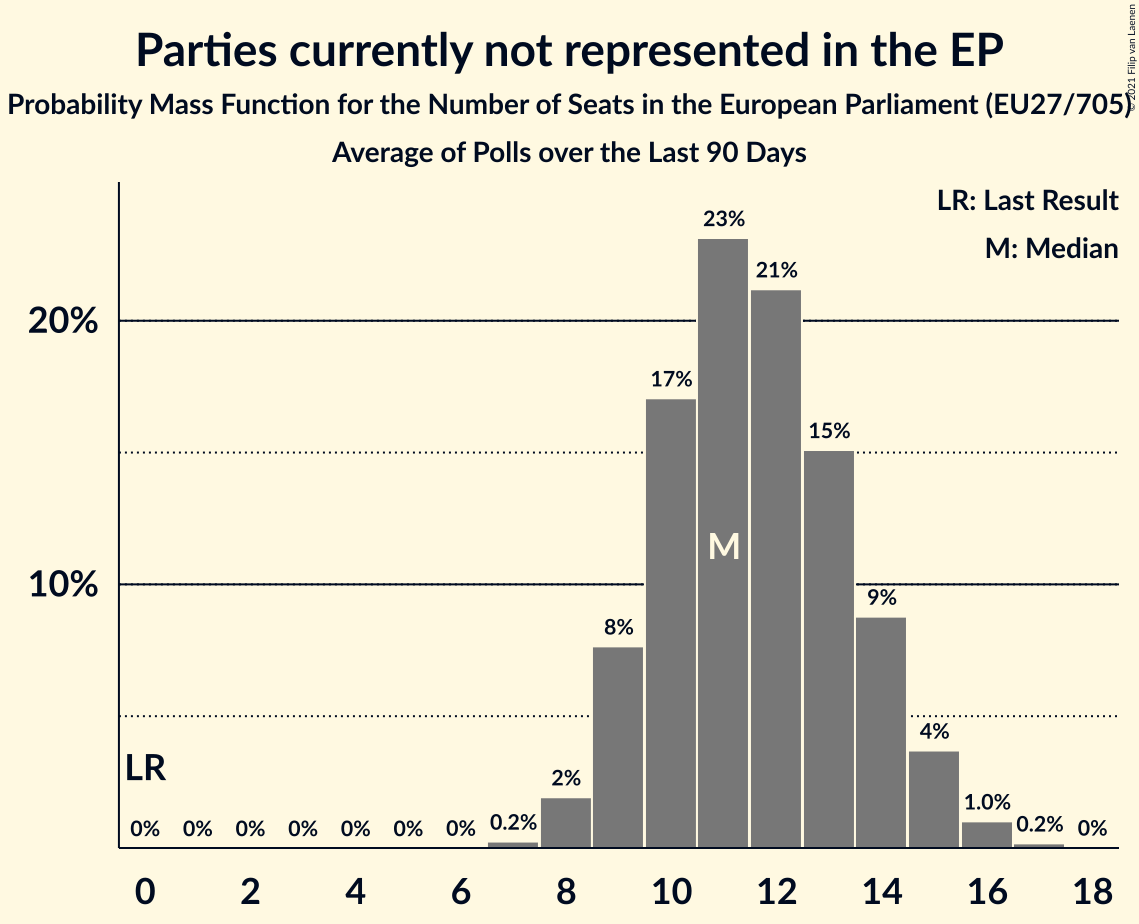 Parties currently not represented in the EP
Probability Mass Function for the Number of Seats in the European Parliament (EU27/705)
Average of Polls over the Last 90 Days
© 2021 Filip van Laenen
LR: Last Result
M: Median
23%
21%
20%
17%
15%
M
10%
9%
8%
4%
LR
2%
1.0%
0% 0% 0% 0% 0% 0% 0% 0.2% 0.2% 0%
0 2 4 6 8 10 12 14 16 18